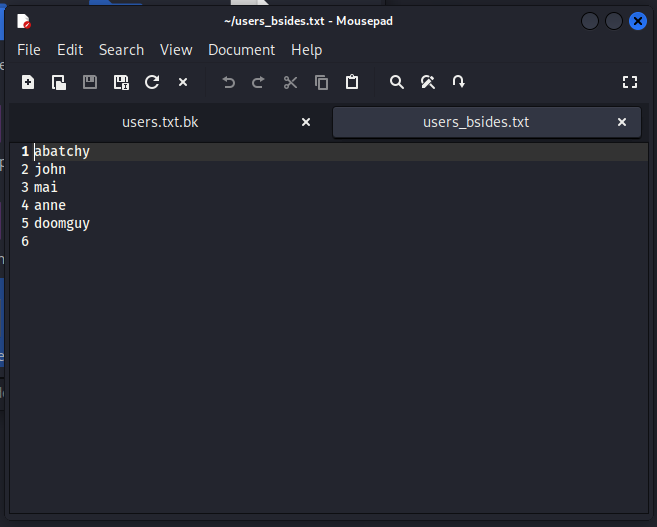 ~/users_bsides.txt - Mousepad
File Edit Search View Document Help
users.txt.bk users_bsides.txt
1 abatchy
2 john
3 mai
4 anne
5 doomguy
6